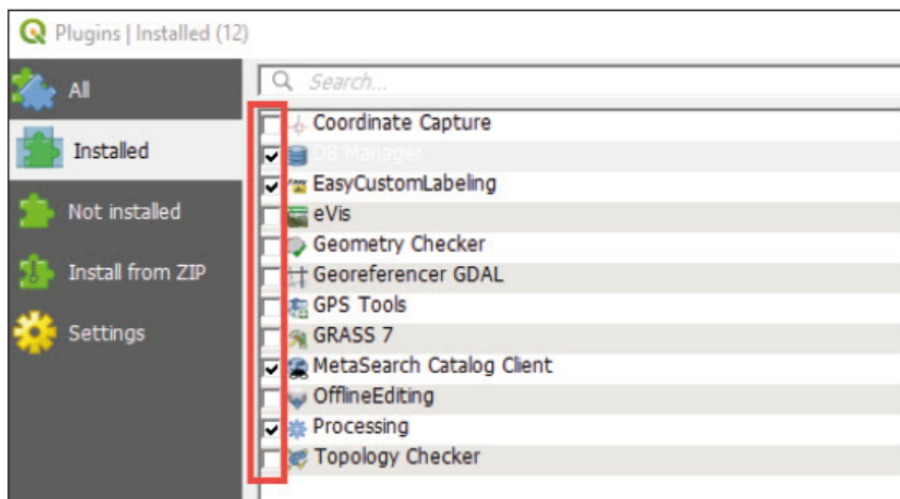 Plugins | Installed (12)
All
Installed
Not installed
Install from ZIP
Settings
Search...
Coordinate Capture
DB Manager
EasyCustomLabeling
eVis
Geometry Checker
Georeferencer GDAL
GPS Tools
GRASS 7
MetaSearch Catalog Client
OfflineEditing
Processing
Topology Checker